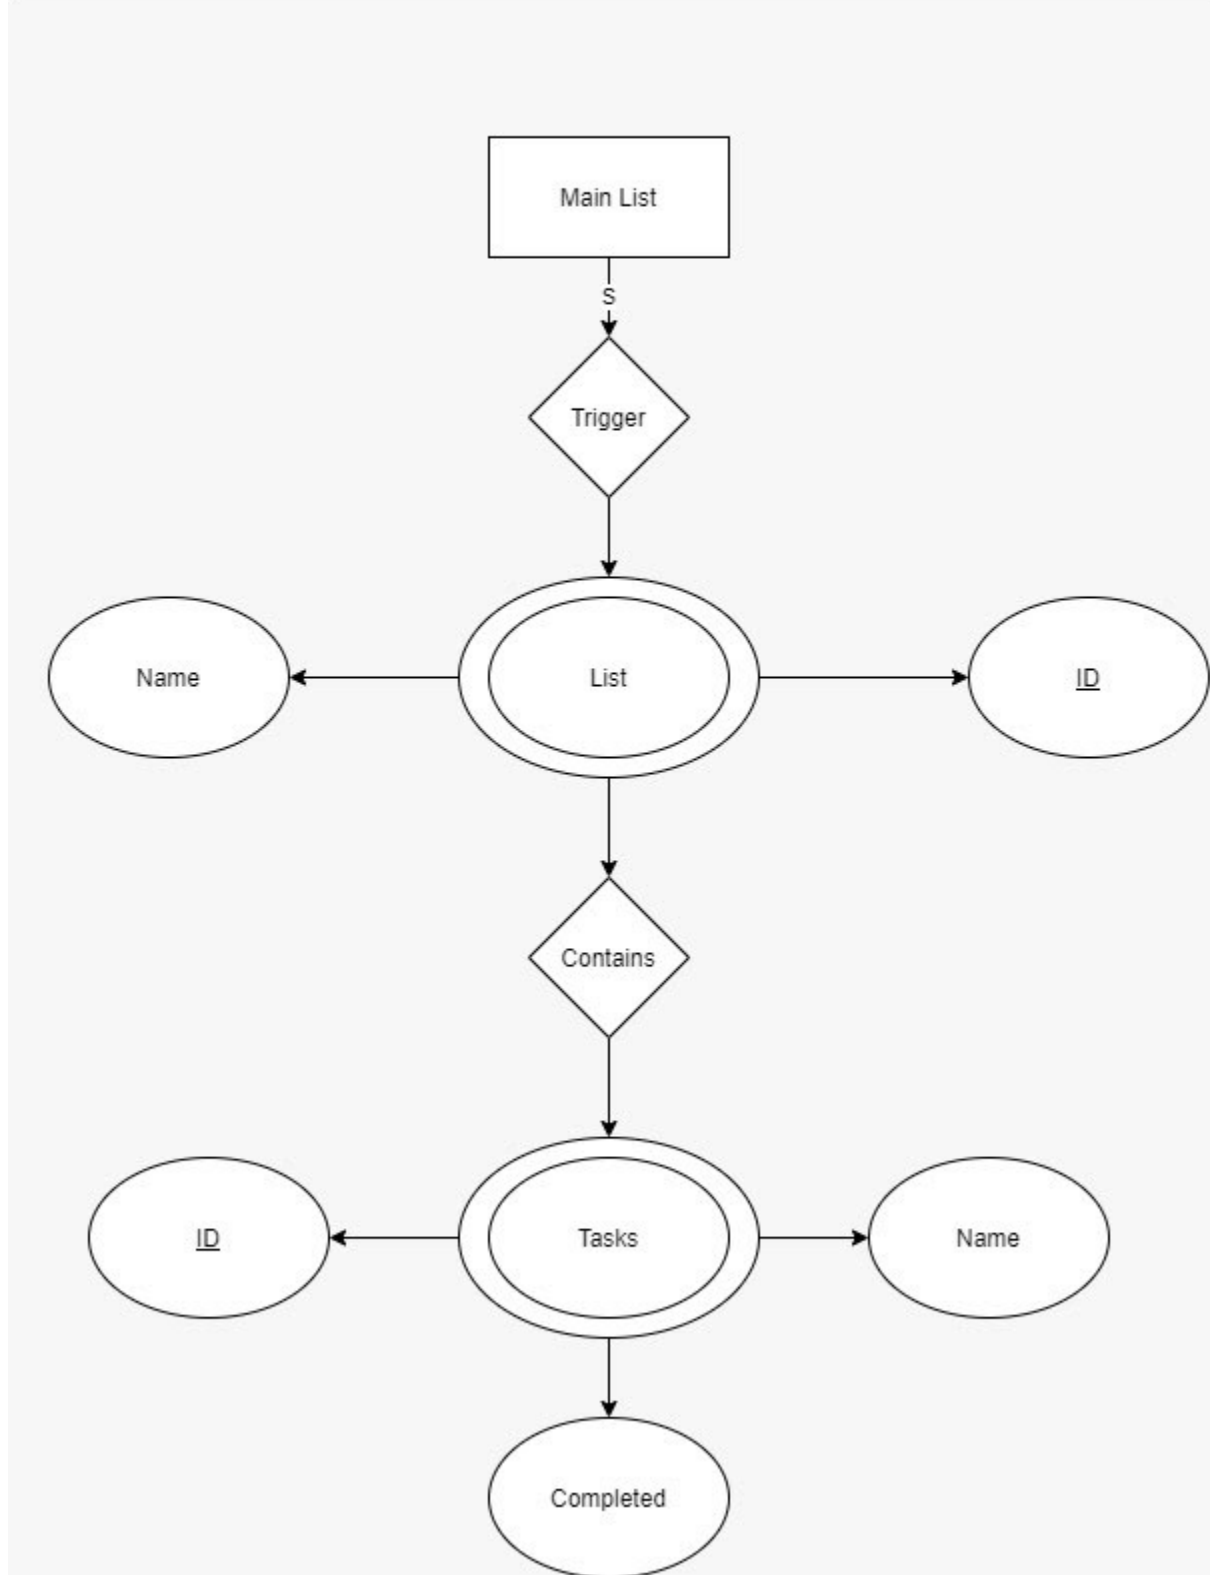 Main List
S
Trigger
Name
List
ID
Contains
ID
Tasks
Name
Completed